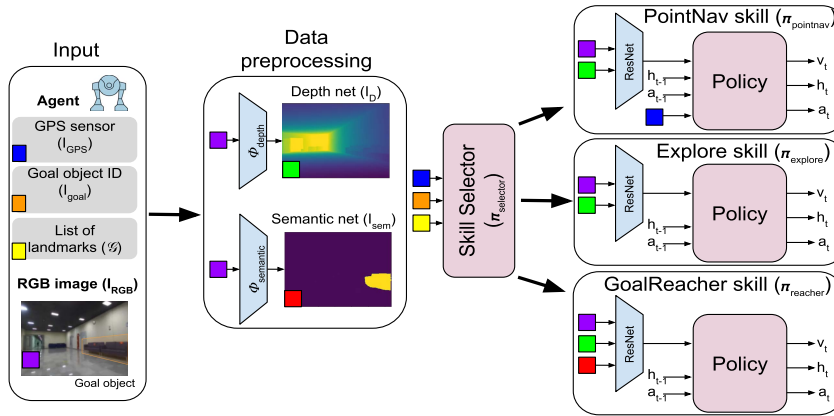 Input
Agent
GPS sensor
(I_GPS)
Goal object ID
(I_goal)
List of
landmarks (𝒢)
RGB image (I_RGB)
Goal object
Data
preprocessing
Depth net (I_D)
Φ_depth
Semantic net (I_sem)
Φ_semantic
Skill Selector
(π_selector)
PointNav skill (π_pointnav)
ResNet
h_t-1
a_t-1
Policy
v_t
h_t
a_t
Explore skill (π_explore)
ResNet
h_t-1
a_t-1
Policy
v_t
h_t
a_t
GoalReacher skill (π_reacher)
ResNet
h_t-1
a_t-1
Policy
v_t
h_t
a_t